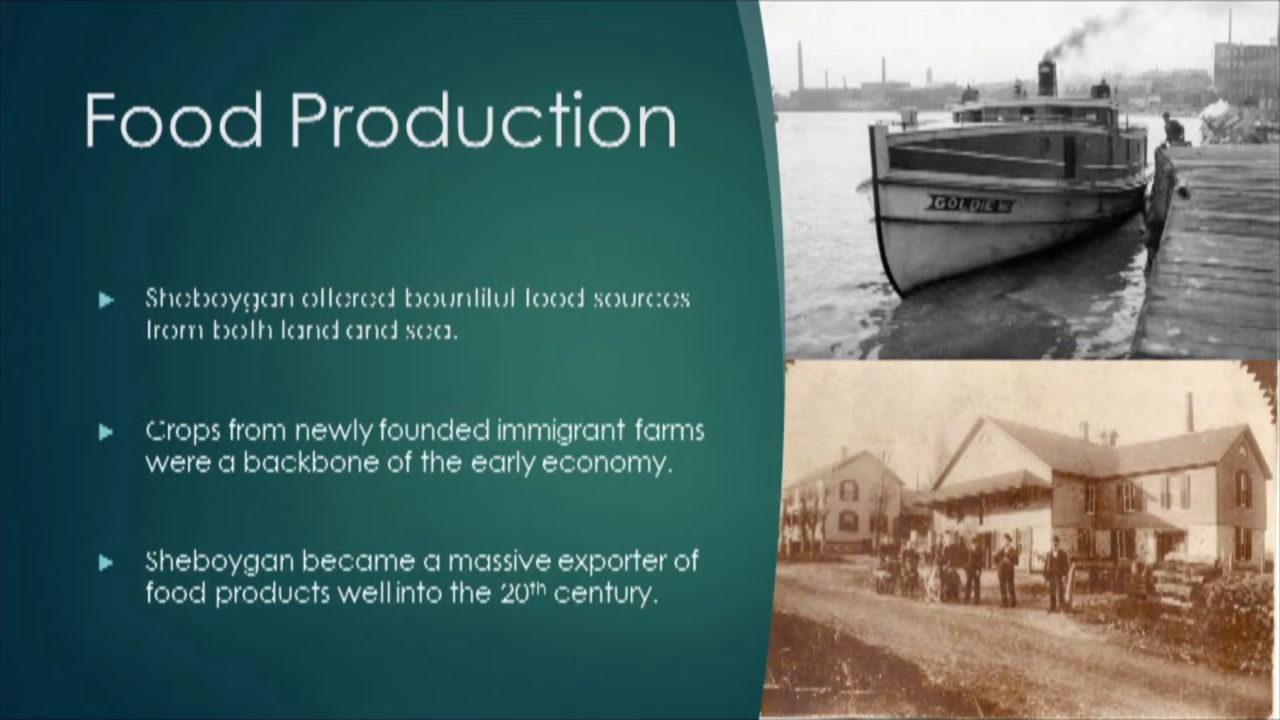 Food Production
Sheboygan offered bountiful food sources
from both land and sea.
Crops from newly founded immigrant farms
were a backbone of the early economy.
Sheboygan became a massive exporter of
food products well into the 20th century.
GOLDIE W.